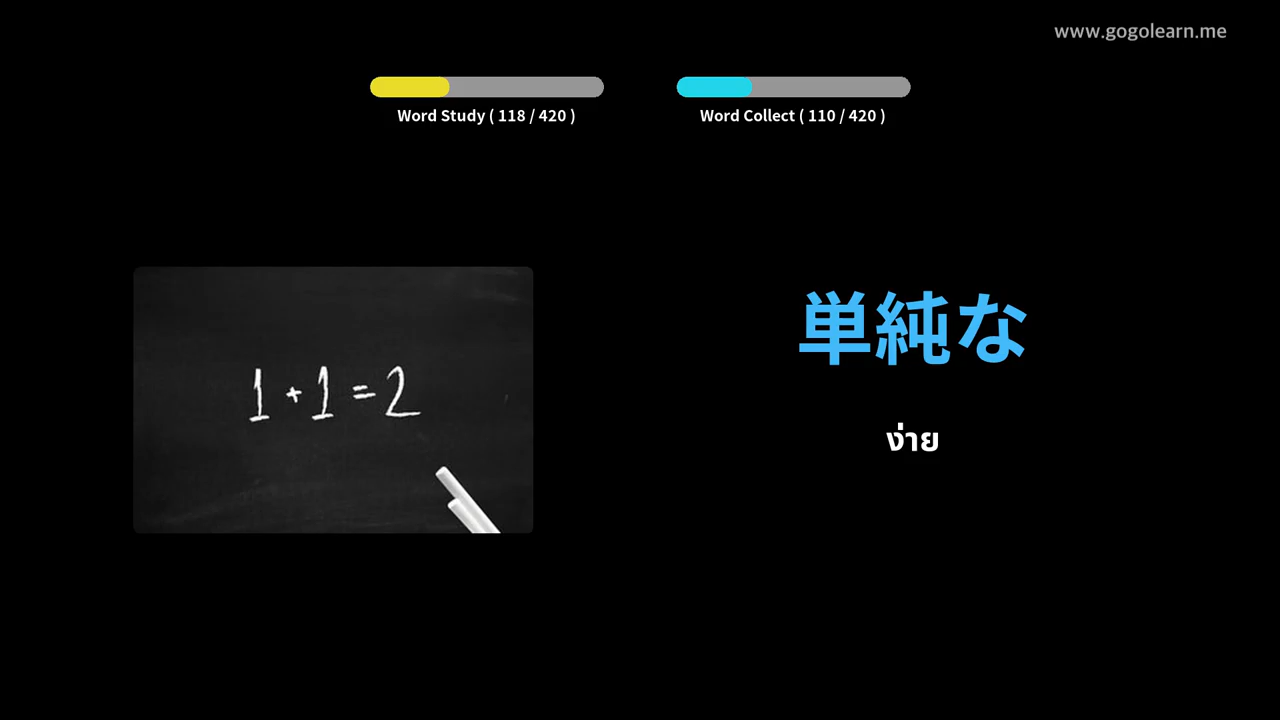 www.gogolearn.me
Word Study ( 118 / 420 )
Word Collect ( 110 / 420 )
1 + 1 = 2
単純な
ง่าย